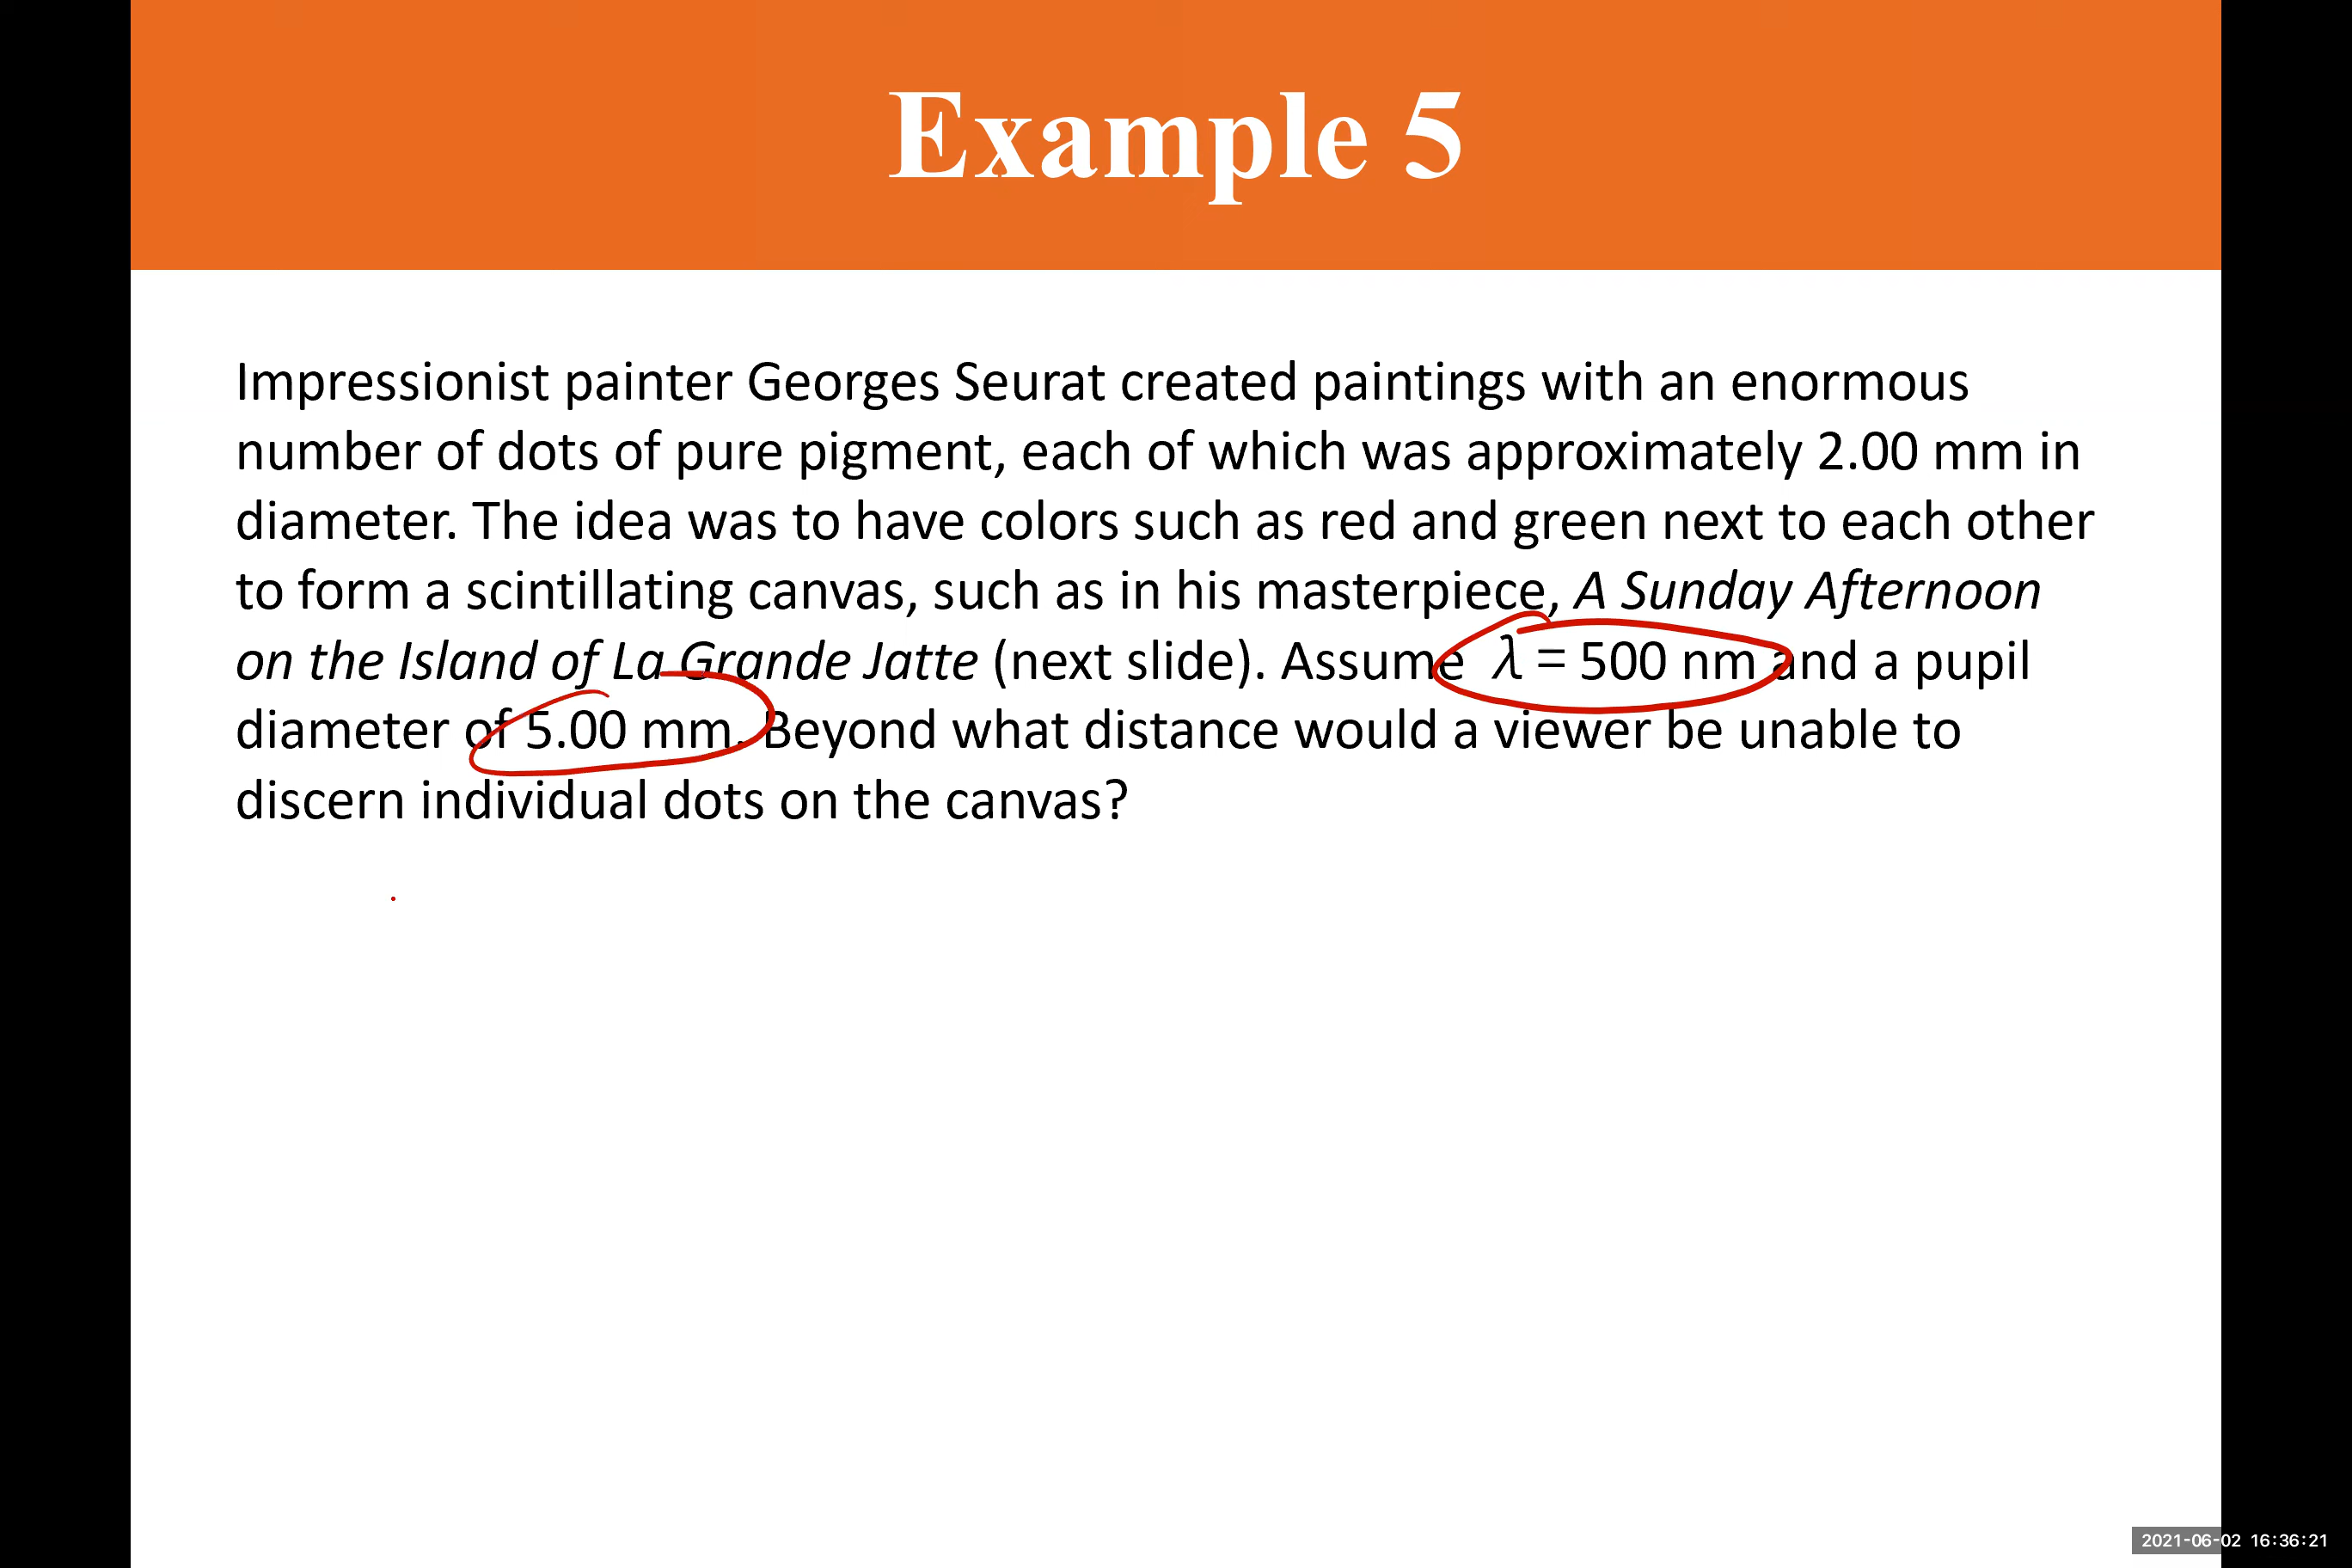 Example 5
Impressionist painter Georges Seurat created paintings with an enormous
number of dots of pure pigment, each of which was approximately 2.00 mm in
diameter. The idea was to have colors such as red and green next to each other
to form a scintillating canvas, such as in his masterpiece, A Sunday Afternoon
on the Island of La Grande Jatte (next slide). Assume λ = 500 nm and a pupil
diameter of 5.00 mm. Beyond what distance would a viewer be unable to
discern individual dots on the canvas?
2021-06-02 16:36:21